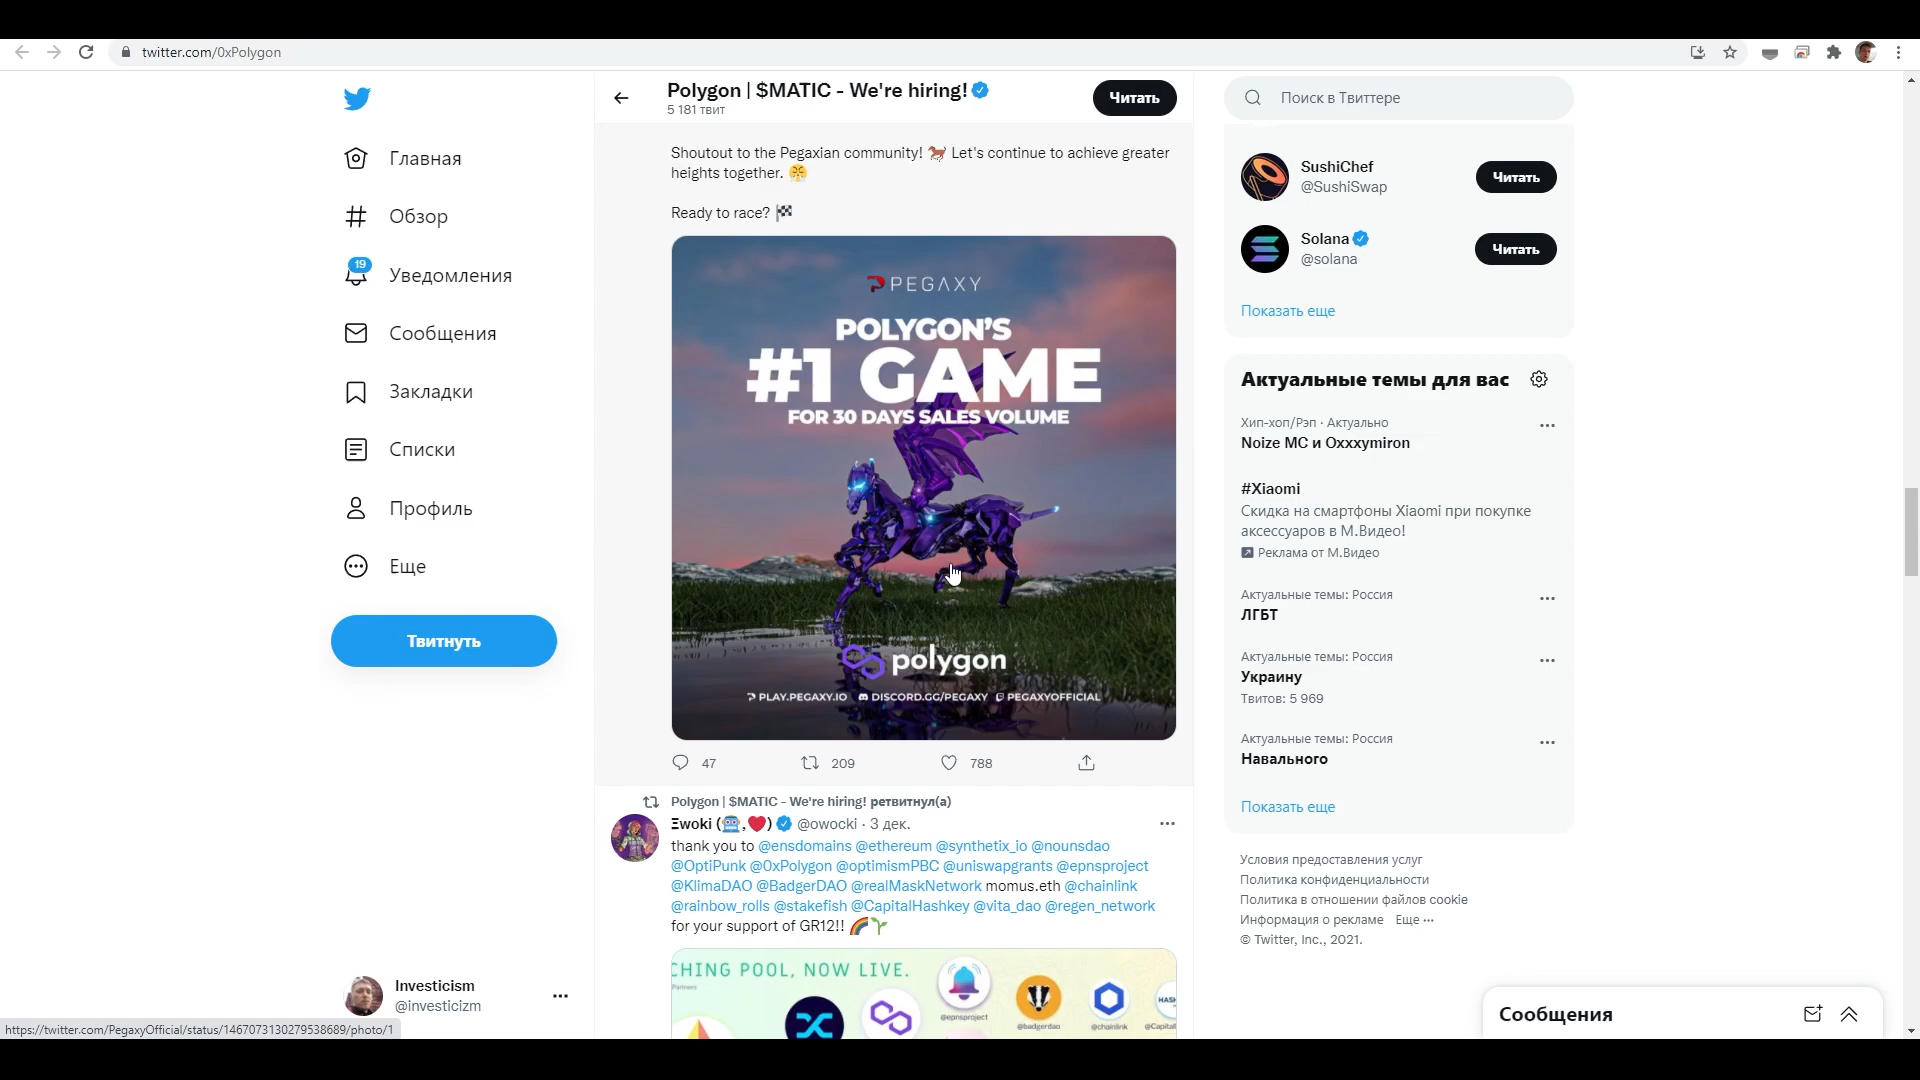 twitter.com/0xPolygon
Polygon | $MATIC - We're hiring!
5 181 твит
Читать
Главная
Обзор
19
Уведомления
Сообщения
Закладки
Списки
Профиль
Еще
Твитнуть
Investicism
@investicizm
https://twitter.com/PegaxyOfficial/status/1467073130279538689/photo/1
Shoutout to the Pegaxian community! 🐎 Let's continue to achieve greater
heights together. 😤
Ready to race? 🏁
PEGAXY
POLYGON'S
#1 GAME
FOR 30 DAYS SALES VOLUME
polygon
PLAY.PEGAXY.IO DISCORD.GG/PEGAXY PEGAXYOFFICIAL
47 209 788
Polygon | $MATIC - We're hiring! ретвитнул(а)
Ξwoki (🤖,❤️) @owocki · 3 дек.
thank you to @ensdomains @ethereum @synthetix_io @nounsdao
@OptiPunk @0xPolygon @optimismPBC @uniswapgrants @epnsproject
@KlimaDAO @BadgerDAO @realMaskNetwork momus.eth @chainlink
@rainbow_rolls @stakefish @CapitalHashkey @vita_dao @regen_network
for your support of GR12!! 🌈🌱
CHING POOL, NOW LIVE.
Partners
@epnsproject
@badgerdao
@chainlink
HASH
@Capital
Поиск в Твиттере
SushiChef
@SushiSwap
Читать
Solana
@solana
Читать
Показать еще
Актуальные темы для вас
Хип-хоп/Рэп · Актуально
Noize MC и Oxxxymiron
#Xiaomi
Скидка на смартфоны Xiaomi при покупке
аксессуаров в М.Видео!
Реклама от М.Видео
Актуальные темы: Россия
ЛГБТ
Актуальные темы: Россия
Украину
Твитов: 5 969
Актуальные темы: Россия
Навального
Показать еще
Условия предоставления услуг
Политика конфиденциальности
Политика в отношении файлов cookie
Информация о рекламе Еще ···
© Twitter, Inc., 2021.
Сообщения